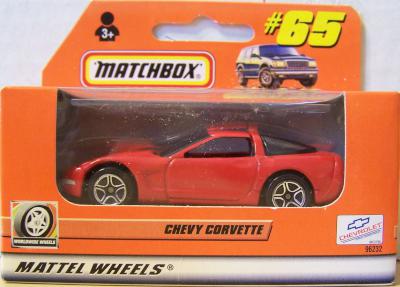 #65
3+
MATCHBOX®
CHEVY CORVETTE
WORLDWIDE WHEELS
CHEVROLET
96232
MATTEL WHEELS®